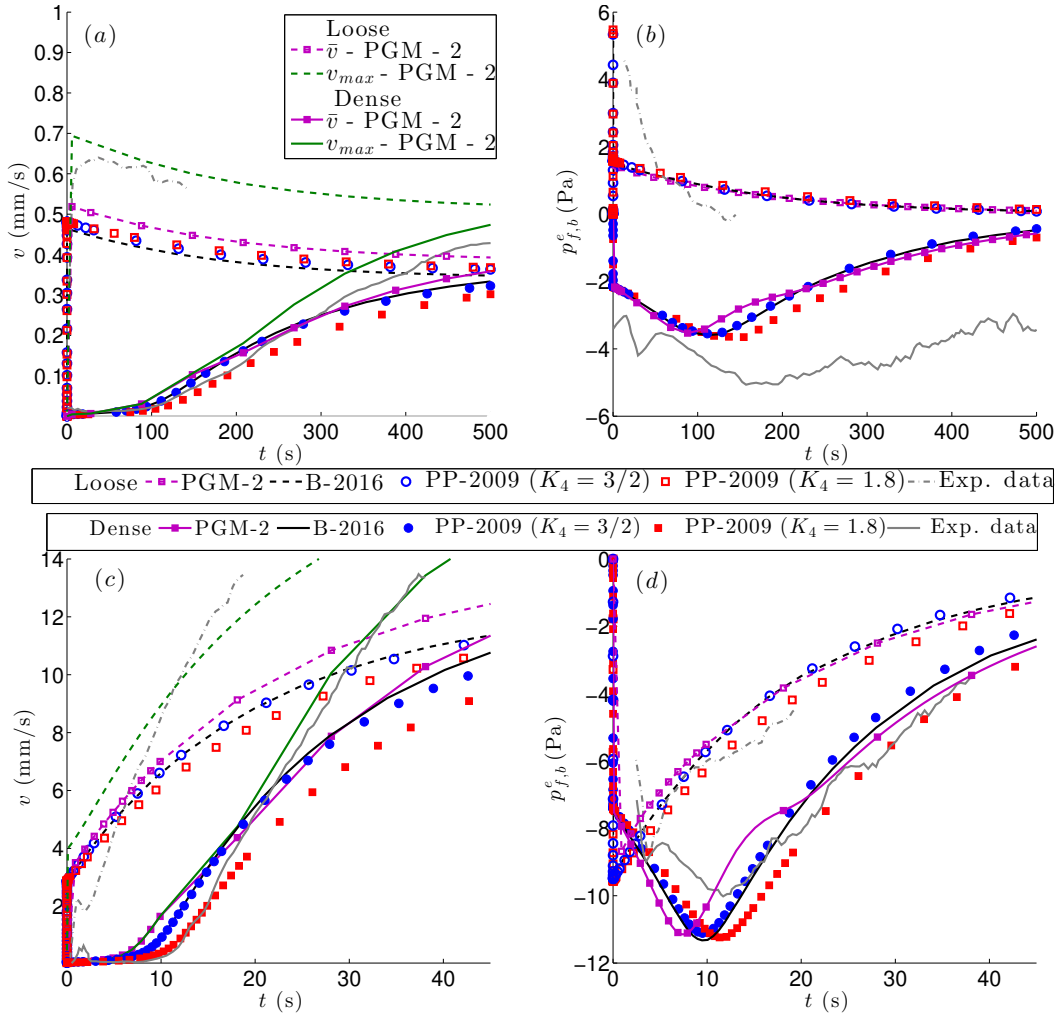 (a)
1
0.9
0.8
0.7
0.6
0.5
0.4
0.3
0.2
0.1
v (mm/s)
0 100 200 300 400 500
t (s)
Loose
v̄ - PGM - 2
v_max - PGM - 2
Dense
v̄ - PGM - 2
v_max - PGM - 2
(b)
6
4
2
0
−2
−4
−6
p^e_{f,b} (Pa)
0 100 200 300 400 500
t (s)
Loose PGM-2 B-2016 PP-2009 (K_4 = 3/2) PP-2009 (K_4 = 1.8) Exp. data
Dense PGM-2 B-2016 PP-2009 (K_4 = 3/2) PP-2009 (K_4 = 1.8) Exp. data
(c)
14
12
10
8
6
4
2
v (mm/s)
0 10 20 30 40
t (s)
(d)
0
−2
−4
−6
−8
−10
−12
p^e_{f,b} (Pa)
0 10 20 30 40
t (s)